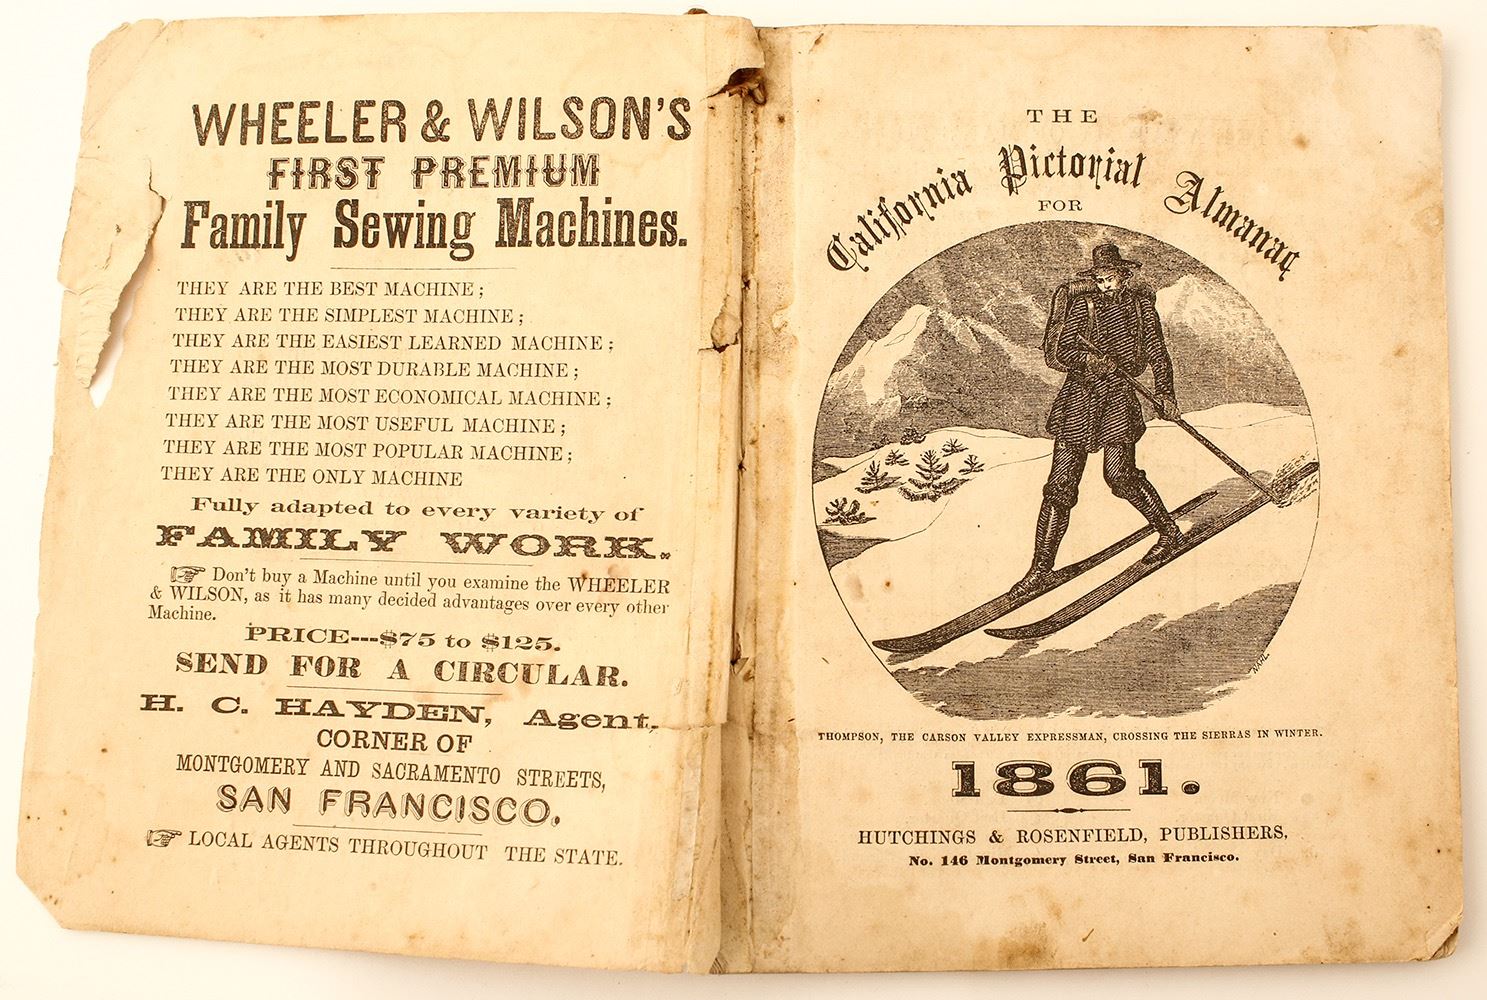 WHEELER & WILSON'S
FIRST PREMIUM
Family Sewing Machines.
THEY ARE THE BEST MACHINE;
THEY ARE THE SIMPLEST MACHINE;
THEY ARE THE EASIEST LEARNED MACHINE;
THEY ARE THE MOST DURABLE MACHINE;
THEY ARE THE MOST ECONOMICAL MACHINE;
THEY ARE THE MOST USEFUL MACHINE;
THEY ARE THE MOST POPULAR MACHINE;
THEY ARE THE ONLY MACHINE
Fully adapted to every variety of
FAMILY WORK.
☞ Don't buy a Machine until you examine the WHEELER
& WILSON, as it has many decided advantages over every other
Machine.
PRICE---$75 to $125.
SEND FOR A CIRCULAR.
H. C. HAYDEN, Agent,
CORNER OF
MONTGOMERY AND SACRAMENTO STREETS,
SAN FRANCISCO.
☞ LOCAL AGENTS THROUGHOUT THE STATE.
THE
California Pictorial Almanac
FOR
NAHL
THOMPSON, THE CARSON VALLEY EXPRESSMAN, CROSSING THE SIERRAS IN WINTER.
1861.
HUTCHINGS & ROSENFIELD, PUBLISHERS,
No. 146 Montgomery Street, San Francisco.